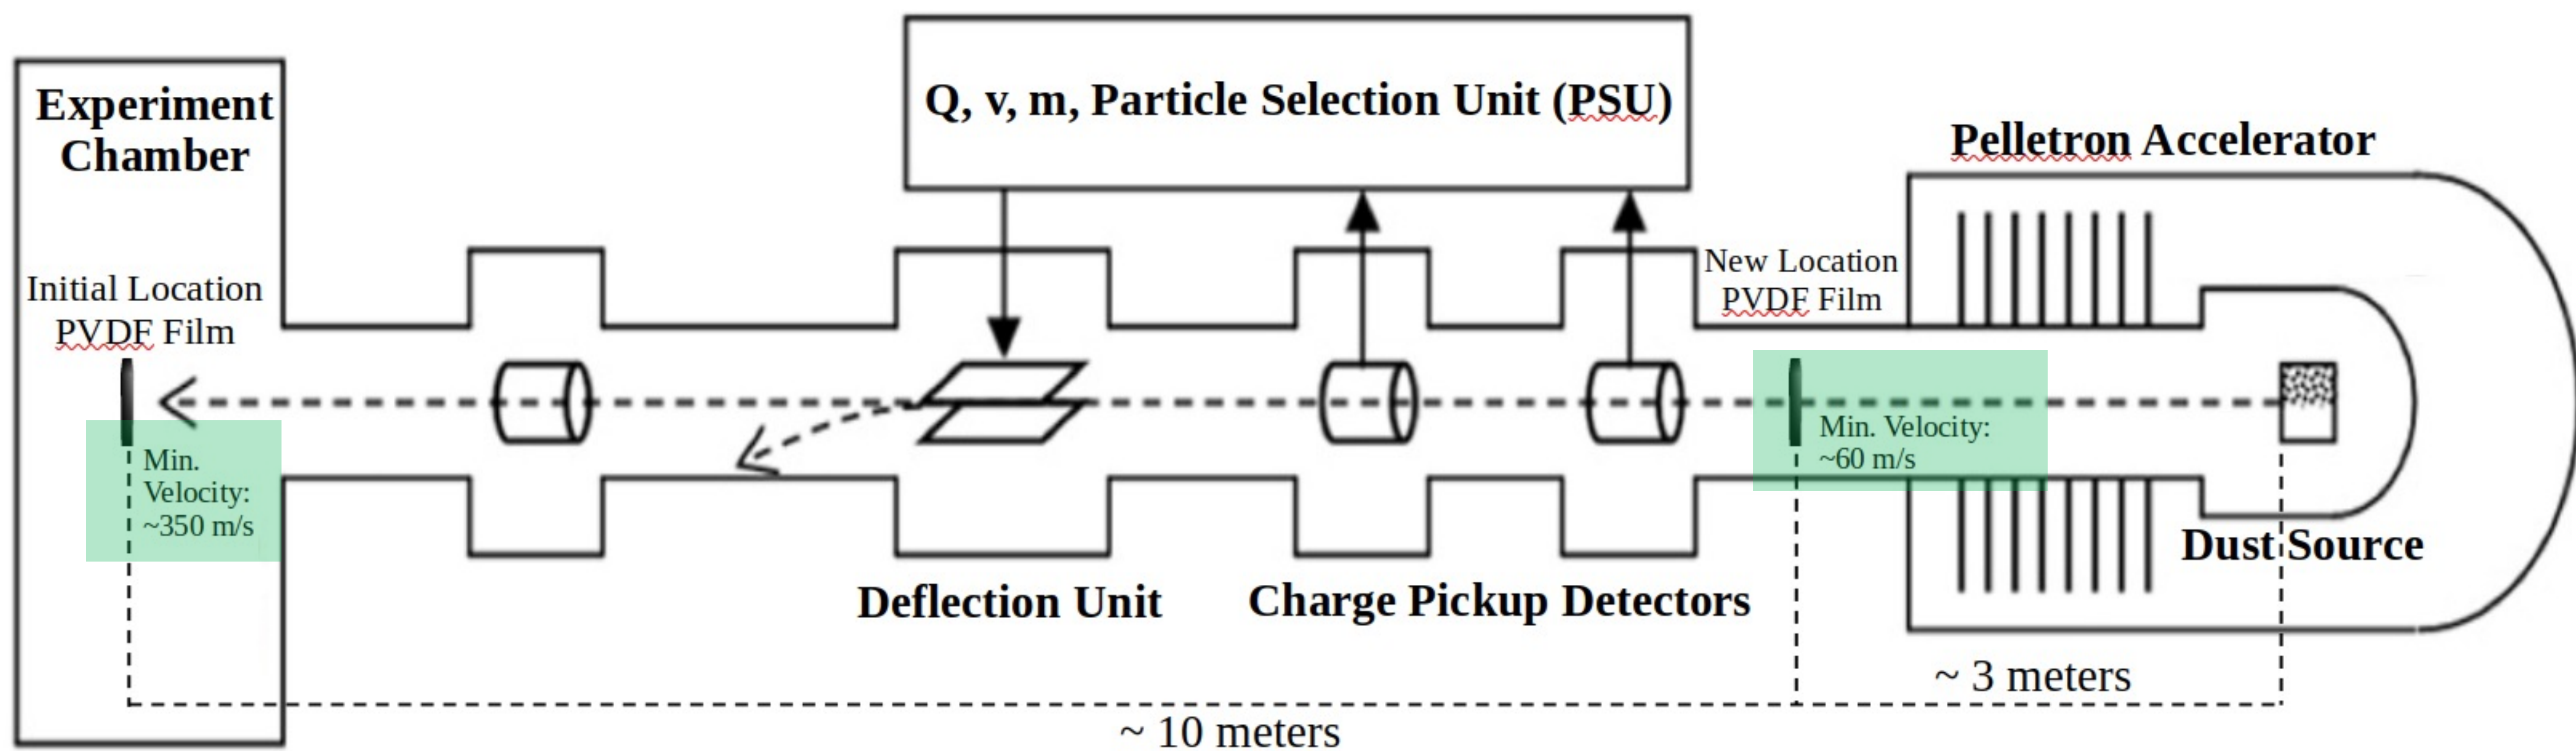 Experiment
Chamber
Q, v, m, Particle Selection Unit (PSU)
Pelletron Accelerator
Initial Location
PVDF Film
New Location
PVDF Film
Min.
Velocity:
~350 m/s
Min. Velocity:
~60 m/s
Deflection Unit
Charge Pickup Detectors
Dust Source
~ 3 meters
~ 10 meters